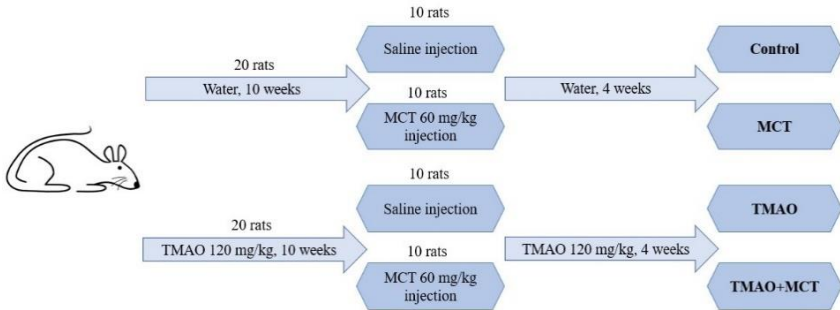 10 rats
Saline injection
Control
20 rats
Water, 10 weeks
Water, 4 weeks
10 rats
MCT 60 mg/kg
injection
MCT
10 rats
Saline injection
TMAO
20 rats
TMAO 120 mg/kg, 10 weeks
TMAO 120 mg/kg, 4 weeks
10 rats
MCT 60 mg/kg
injection
TMAO+MCT